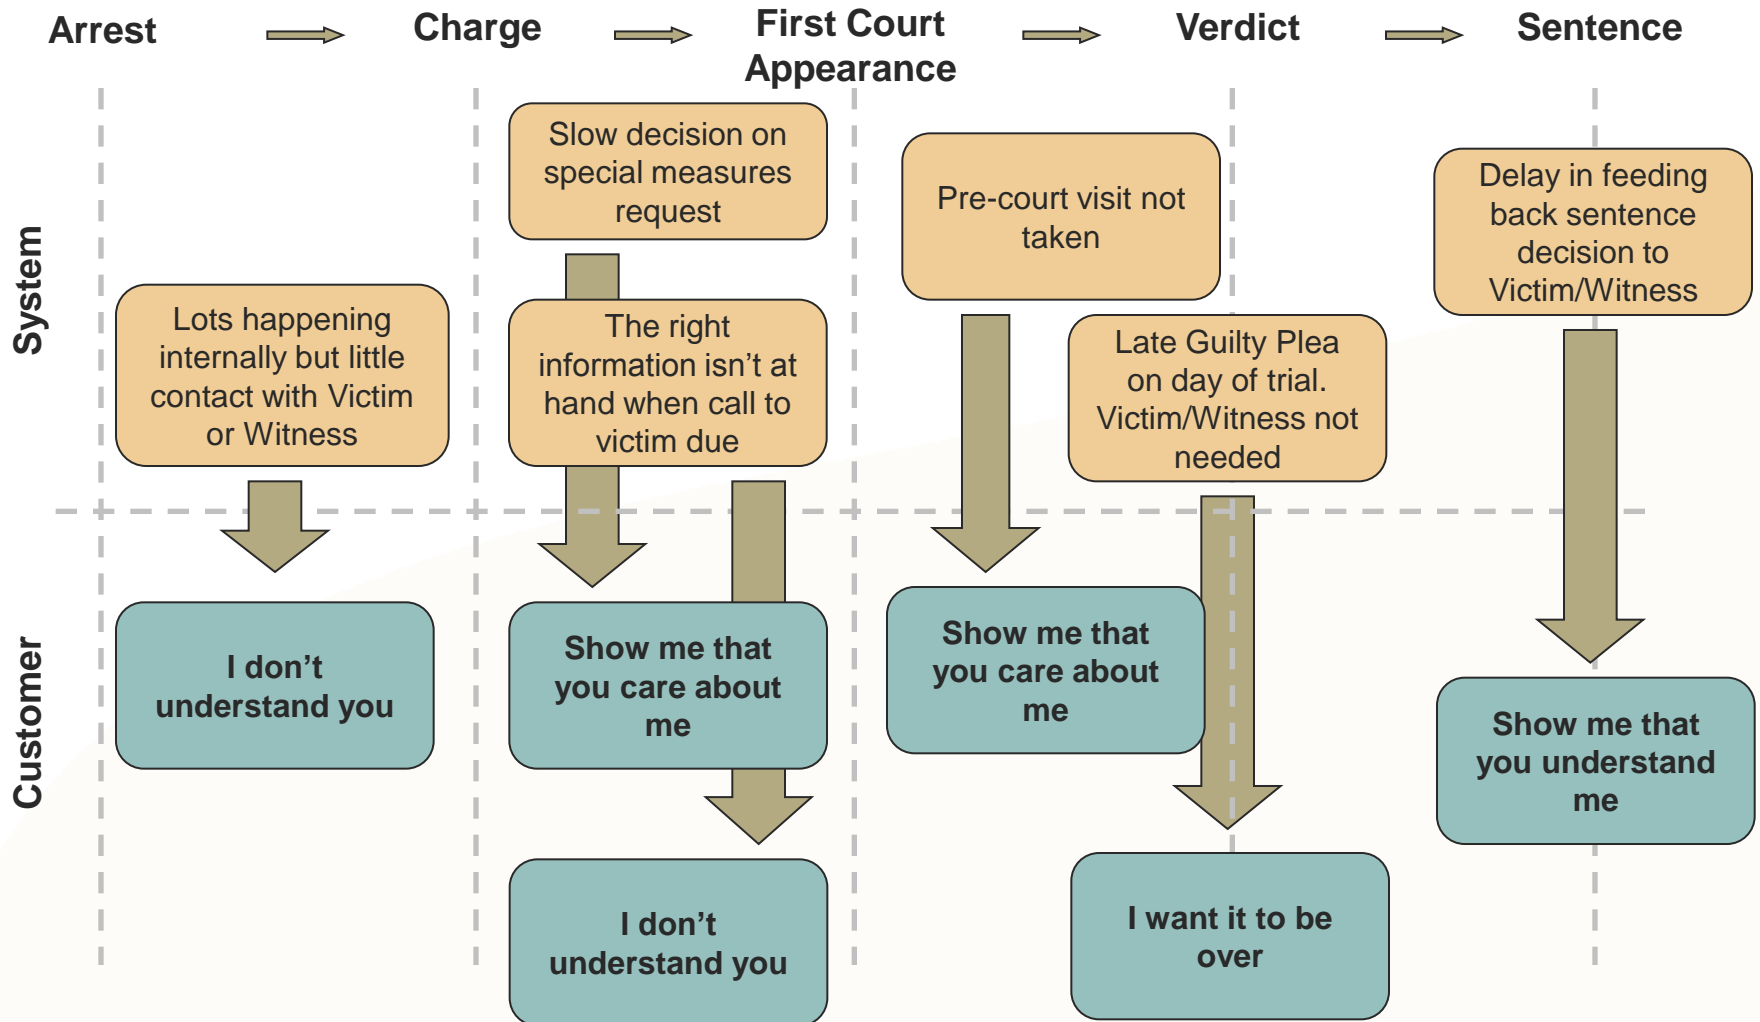 Arrest
Charge
First Court
Appearance
Verdict
Sentence
System
Slow decision on
special measures
request
Pre-court visit not
taken
Delay in feeding
back sentence
decision to
Victim/Witness
Lots happening
internally but little
contact with Victim
or Witness
The right
information isn’t at
hand when call to
victim due
Late Guilty Plea
on day of trial.
Victim/Witness not
needed
Customer
I don’t
understand you
Show me that
you care about
me
Show me that
you care about
me
Show me that
you understand
me
I don’t
understand you
I want it to be
over